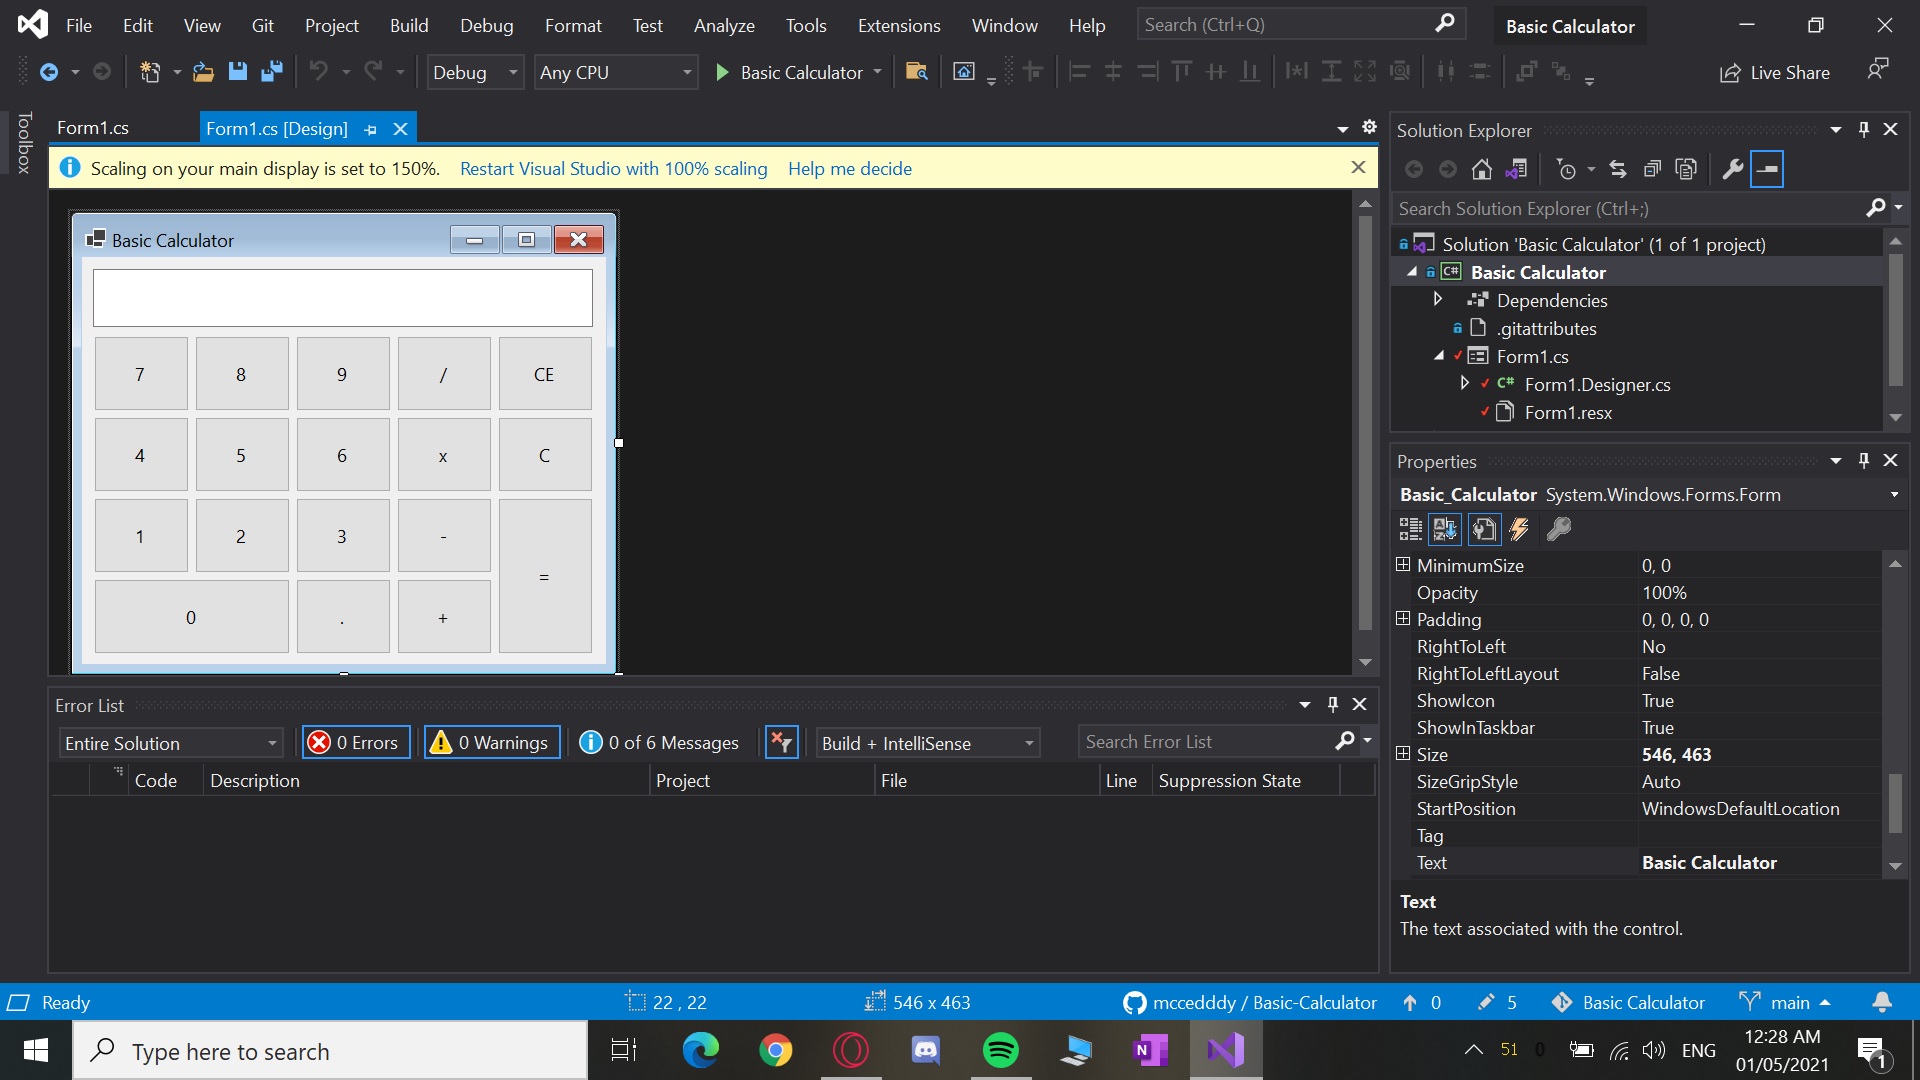 File Edit View Git Project Build Debug Format Test Analyze Tools Extensions Window Help Search (Ctrl+Q) Basic Calculator
Debug Any CPU Basic Calculator Live Share
Toolbox
Form1.cs Form1.cs [Design]
Scaling on your main display is set to 150%. Restart Visual Studio with 100% scaling Help me decide
Basic Calculator
7 8 9 / CE
4 5 6 x C
1 2 3 -
=
0 . +
Error List
Entire Solution 0 Errors 0 Warnings 0 of 6 Messages Build + IntelliSense Search Error List
Code Description Project File Line Suppression State
Solution Explorer
Search Solution Explorer (Ctrl+;)
Solution 'Basic Calculator' (1 of 1 project)
C# Basic Calculator
Dependencies
.gitattributes
Form1.cs
C# Form1.Designer.cs
Form1.resx
Properties
Basic_Calculator System.Windows.Forms.Form
MinimumSize 0, 0
Opacity 100%
Padding 0, 0, 0, 0
RightToLeft No
RightToLeftLayout False
ShowIcon True
ShowInTaskbar True
Size 546, 463
SizeGripStyle Auto
StartPosition WindowsDefaultLocation
Tag
Text Basic Calculator
Text
The text associated with the control.
Ready 22 , 22 546 x 463 mccedddy / Basic-Calculator 0 5 Basic Calculator main
Type here to search N 51 0 ENG 12:28 AM
01/05/2021 1